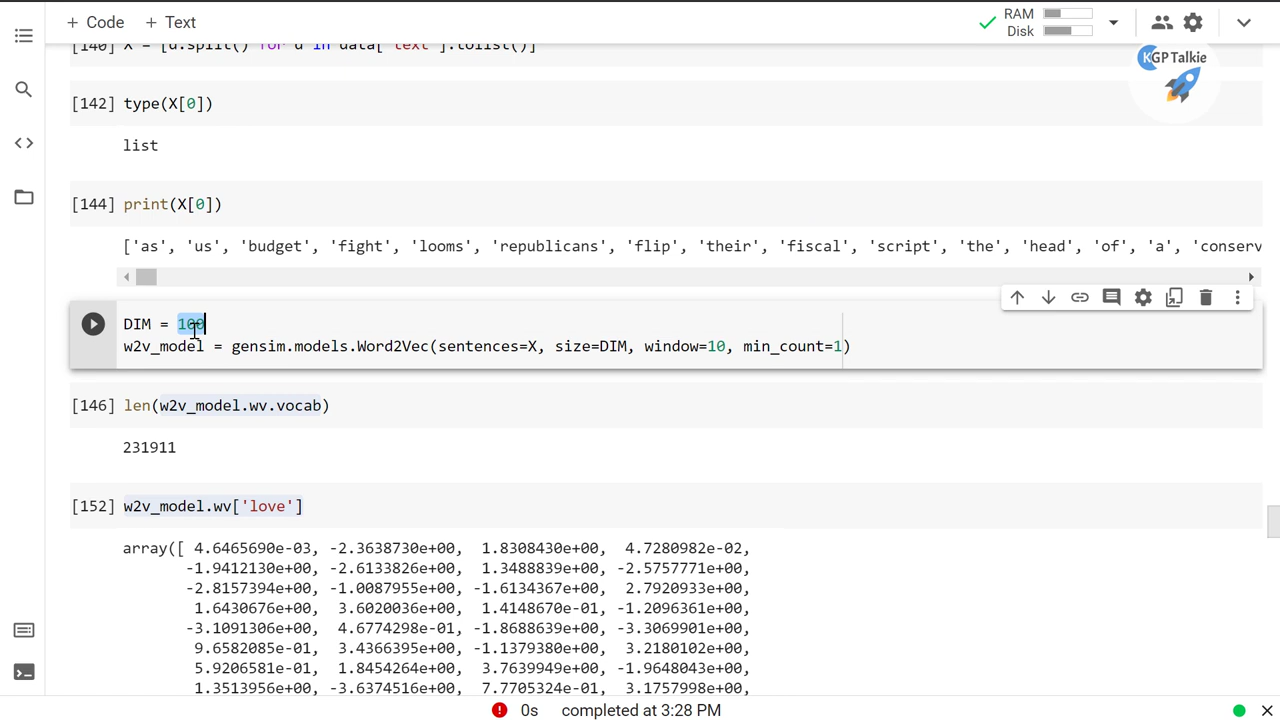 + Code + Text
RAM
Disk
KGP Talkie
[140] X = [d.split() for d in data['text'].tolist()]
[142] type(X[0])
list
[144] print(X[0])
['as', 'us', 'budget', 'fight', 'looms', 'republicans', 'flip', 'their', 'fiscal', 'script', 'the', 'head', 'of', 'a', 'conserv
DIM = 100
w2v_model = gensim.models.Word2Vec(sentences=X, size=DIM, window=10, min_count=1)
[146] len(w2v_model.wv.vocab)
231911
[152] w2v_model.wv['love']
array([ 4.6465690e-03, -2.3638730e+00, 1.8308430e+00, 4.7280982e-02,
-1.9412130e+00, -2.6133826e+00, 1.3488839e+00, -2.5757771e+00,
-2.8157394e+00, -1.0087955e+00, -1.6134367e+00, 2.7920933e+00,
1.6430676e+00, 3.6020036e+00, 1.4148670e-01, -1.2096361e+00,
-3.1091306e+00, 4.6774298e-01, -1.8688639e+00, -3.3069901e+00,
9.6582085e-01, 3.4366395e+00, -1.1379380e+00, 3.2180102e+00,
5.9206581e-01, 1.8454264e+00, 3.7639949e+00, -1.9648043e+00,
1.3513956e+00, -3.6374516e+00, 7.7705324e-01, 3.1757998e+00,
0s completed at 3:28 PM